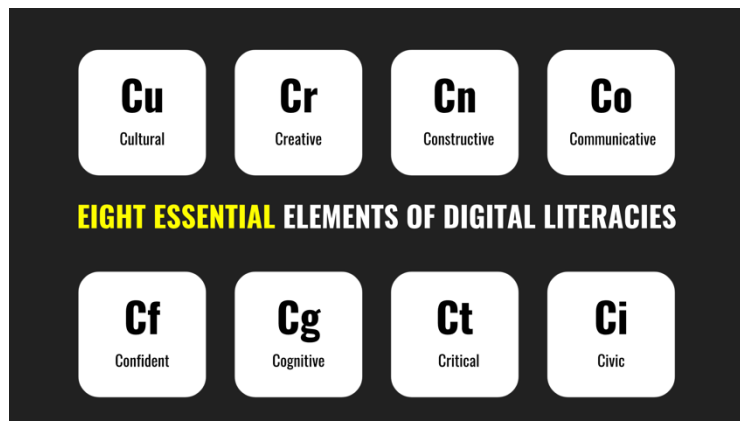 Cu Cr Cn Co
Cultural Creative Constructive Communicative
EIGHT ESSENTIAL ELEMENTS OF DIGITAL LITERACIES
Cf Cg Ct Ci
Confident Cognitive Critical Civic